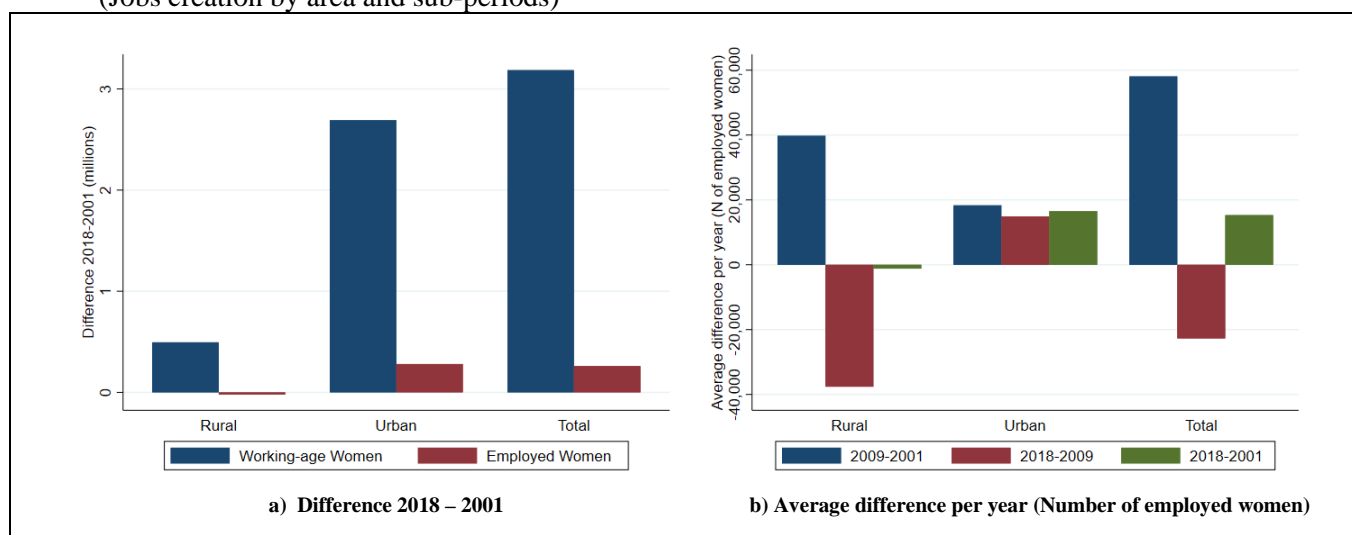 (Jobs creation by area and sub-periods)
Difference 2018-2001 (millions)
3
2
1
0
Rural
Urban
Total
Working-age Women
Employed Women
a) Difference 2018 – 2001
Average difference per year (N of employed women)
60,000
40,000
20,000
0
-20,000
-40,000
Rural
Urban
Total
2009-2001
2018-2009
2018-2001
b) Average difference per year (Number of employed women)